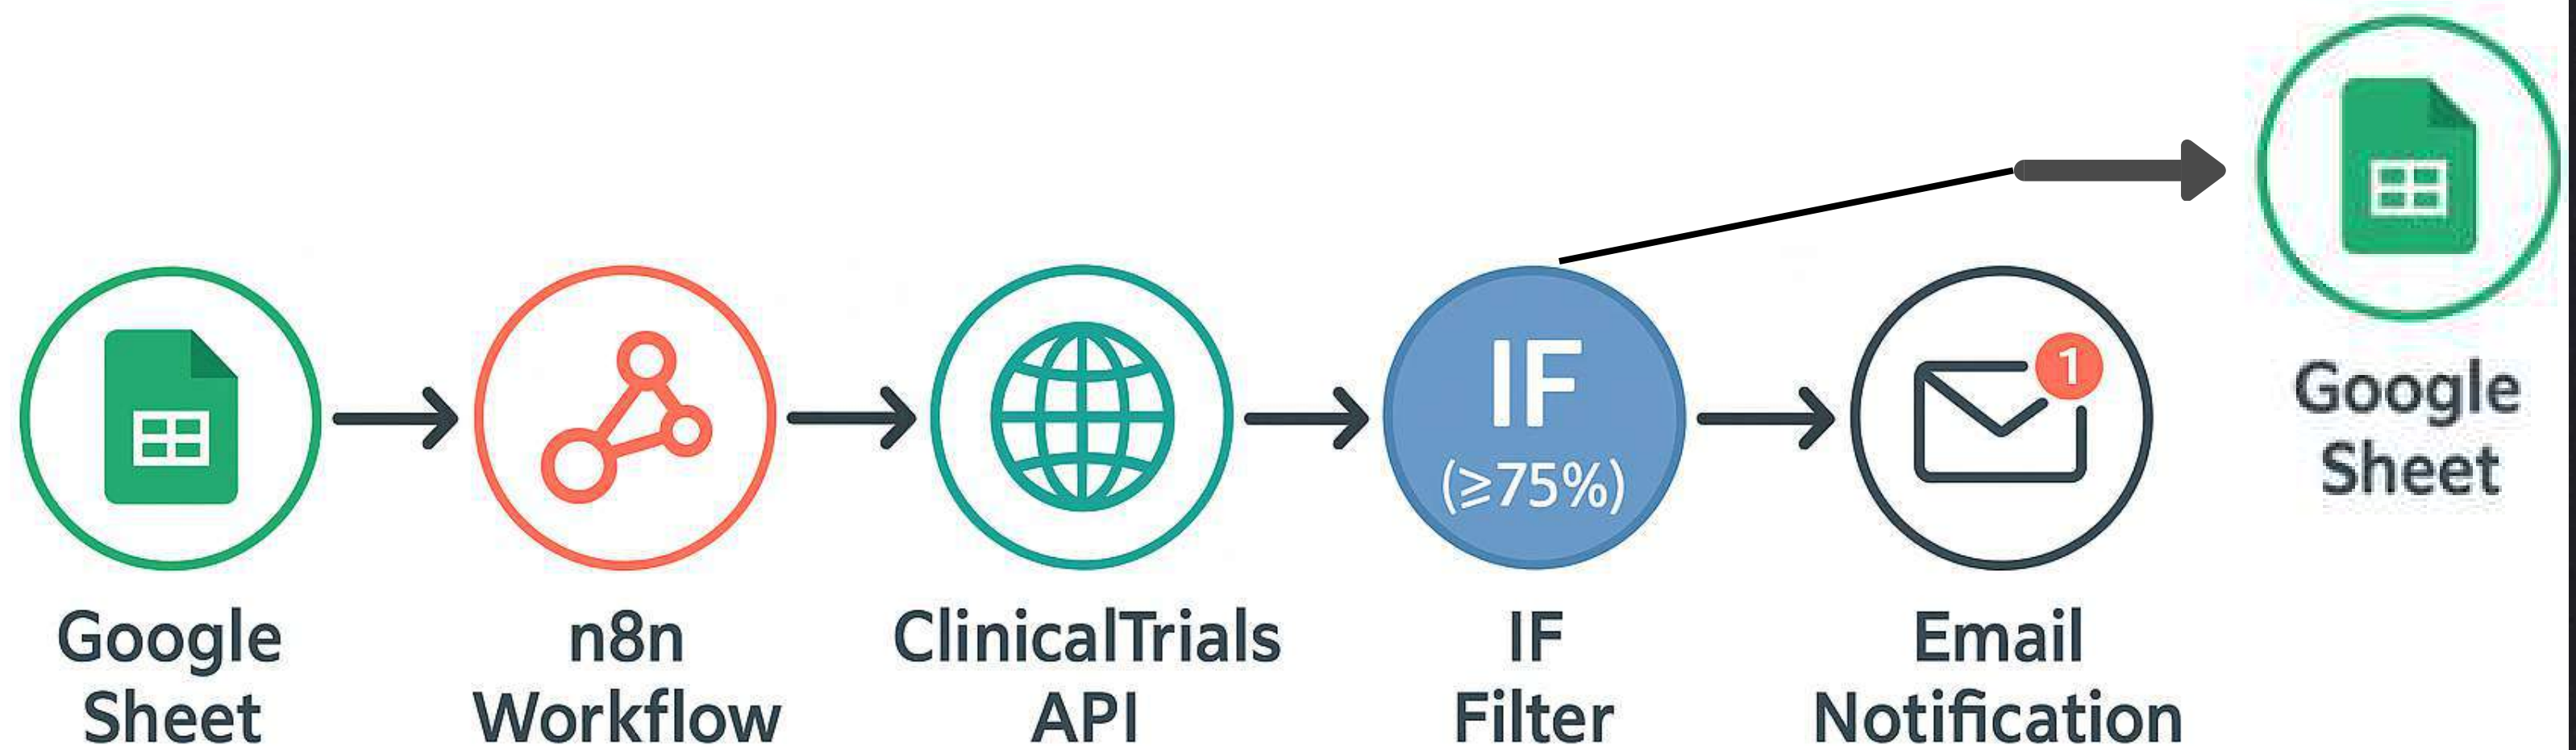 Google
Sheet
n8n
Workflow
ClinicalTrials
API
IF
(≥75%)
IF
Filter
1
Email
Notification
Google
Sheet